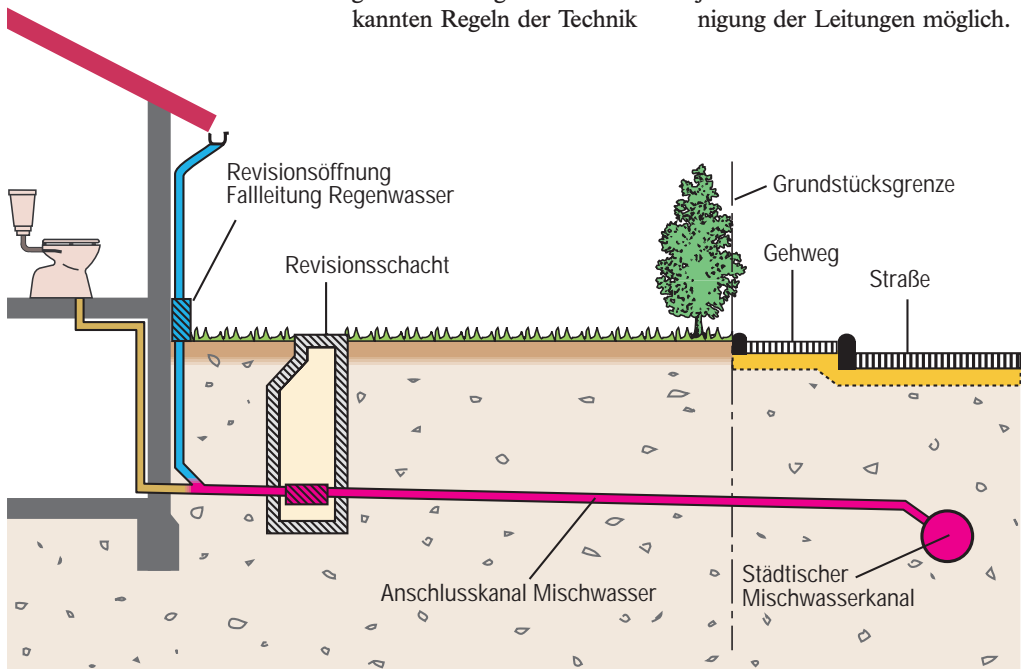 kannten Regeln der Technik
nigung der Leitungen möglich.
Revisionsöffnung
Fallleitung Regenwasser
Revisionsschacht
Grundstücksgrenze
Gehweg
Straße
Anschlusskanal Mischwasser
Städtischer
Mischwasserkanal